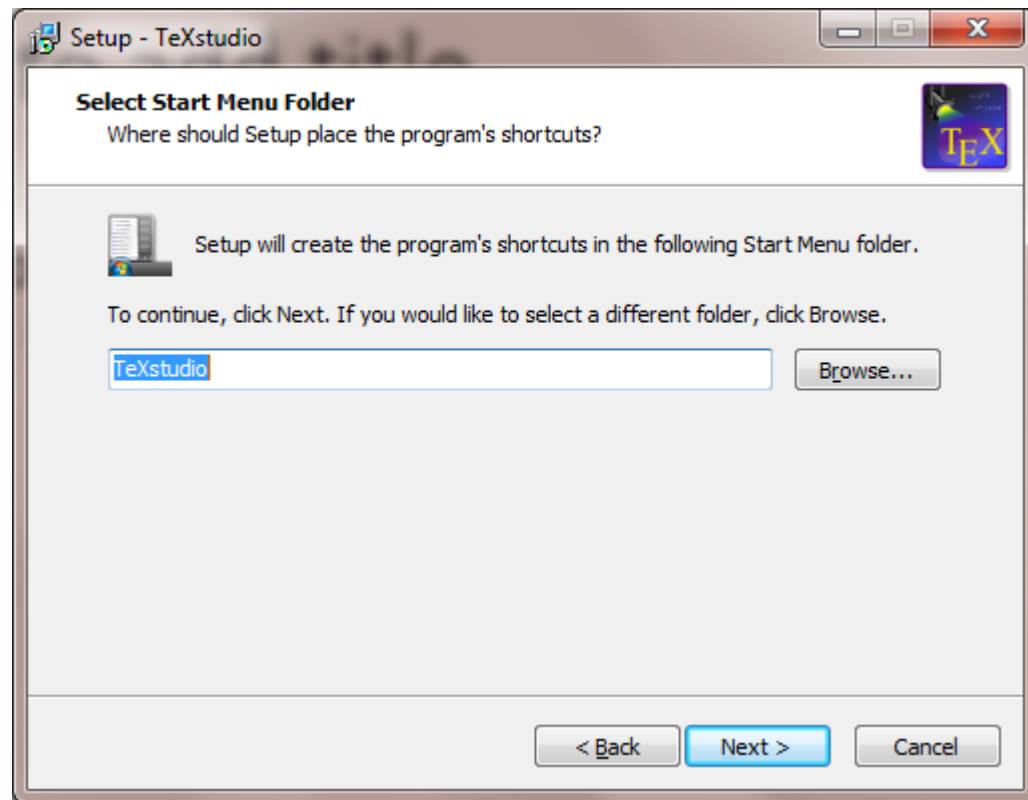 Setup - TeXstudio
Select Start Menu Folder
Where should Setup place the program's shortcuts?
TEX
Setup will create the program's shortcuts in the following Start Menu folder.
To continue, click Next. If you would like to select a different folder, click Browse.
TeXstudio
Browse...
< Back
Next >
Cancel